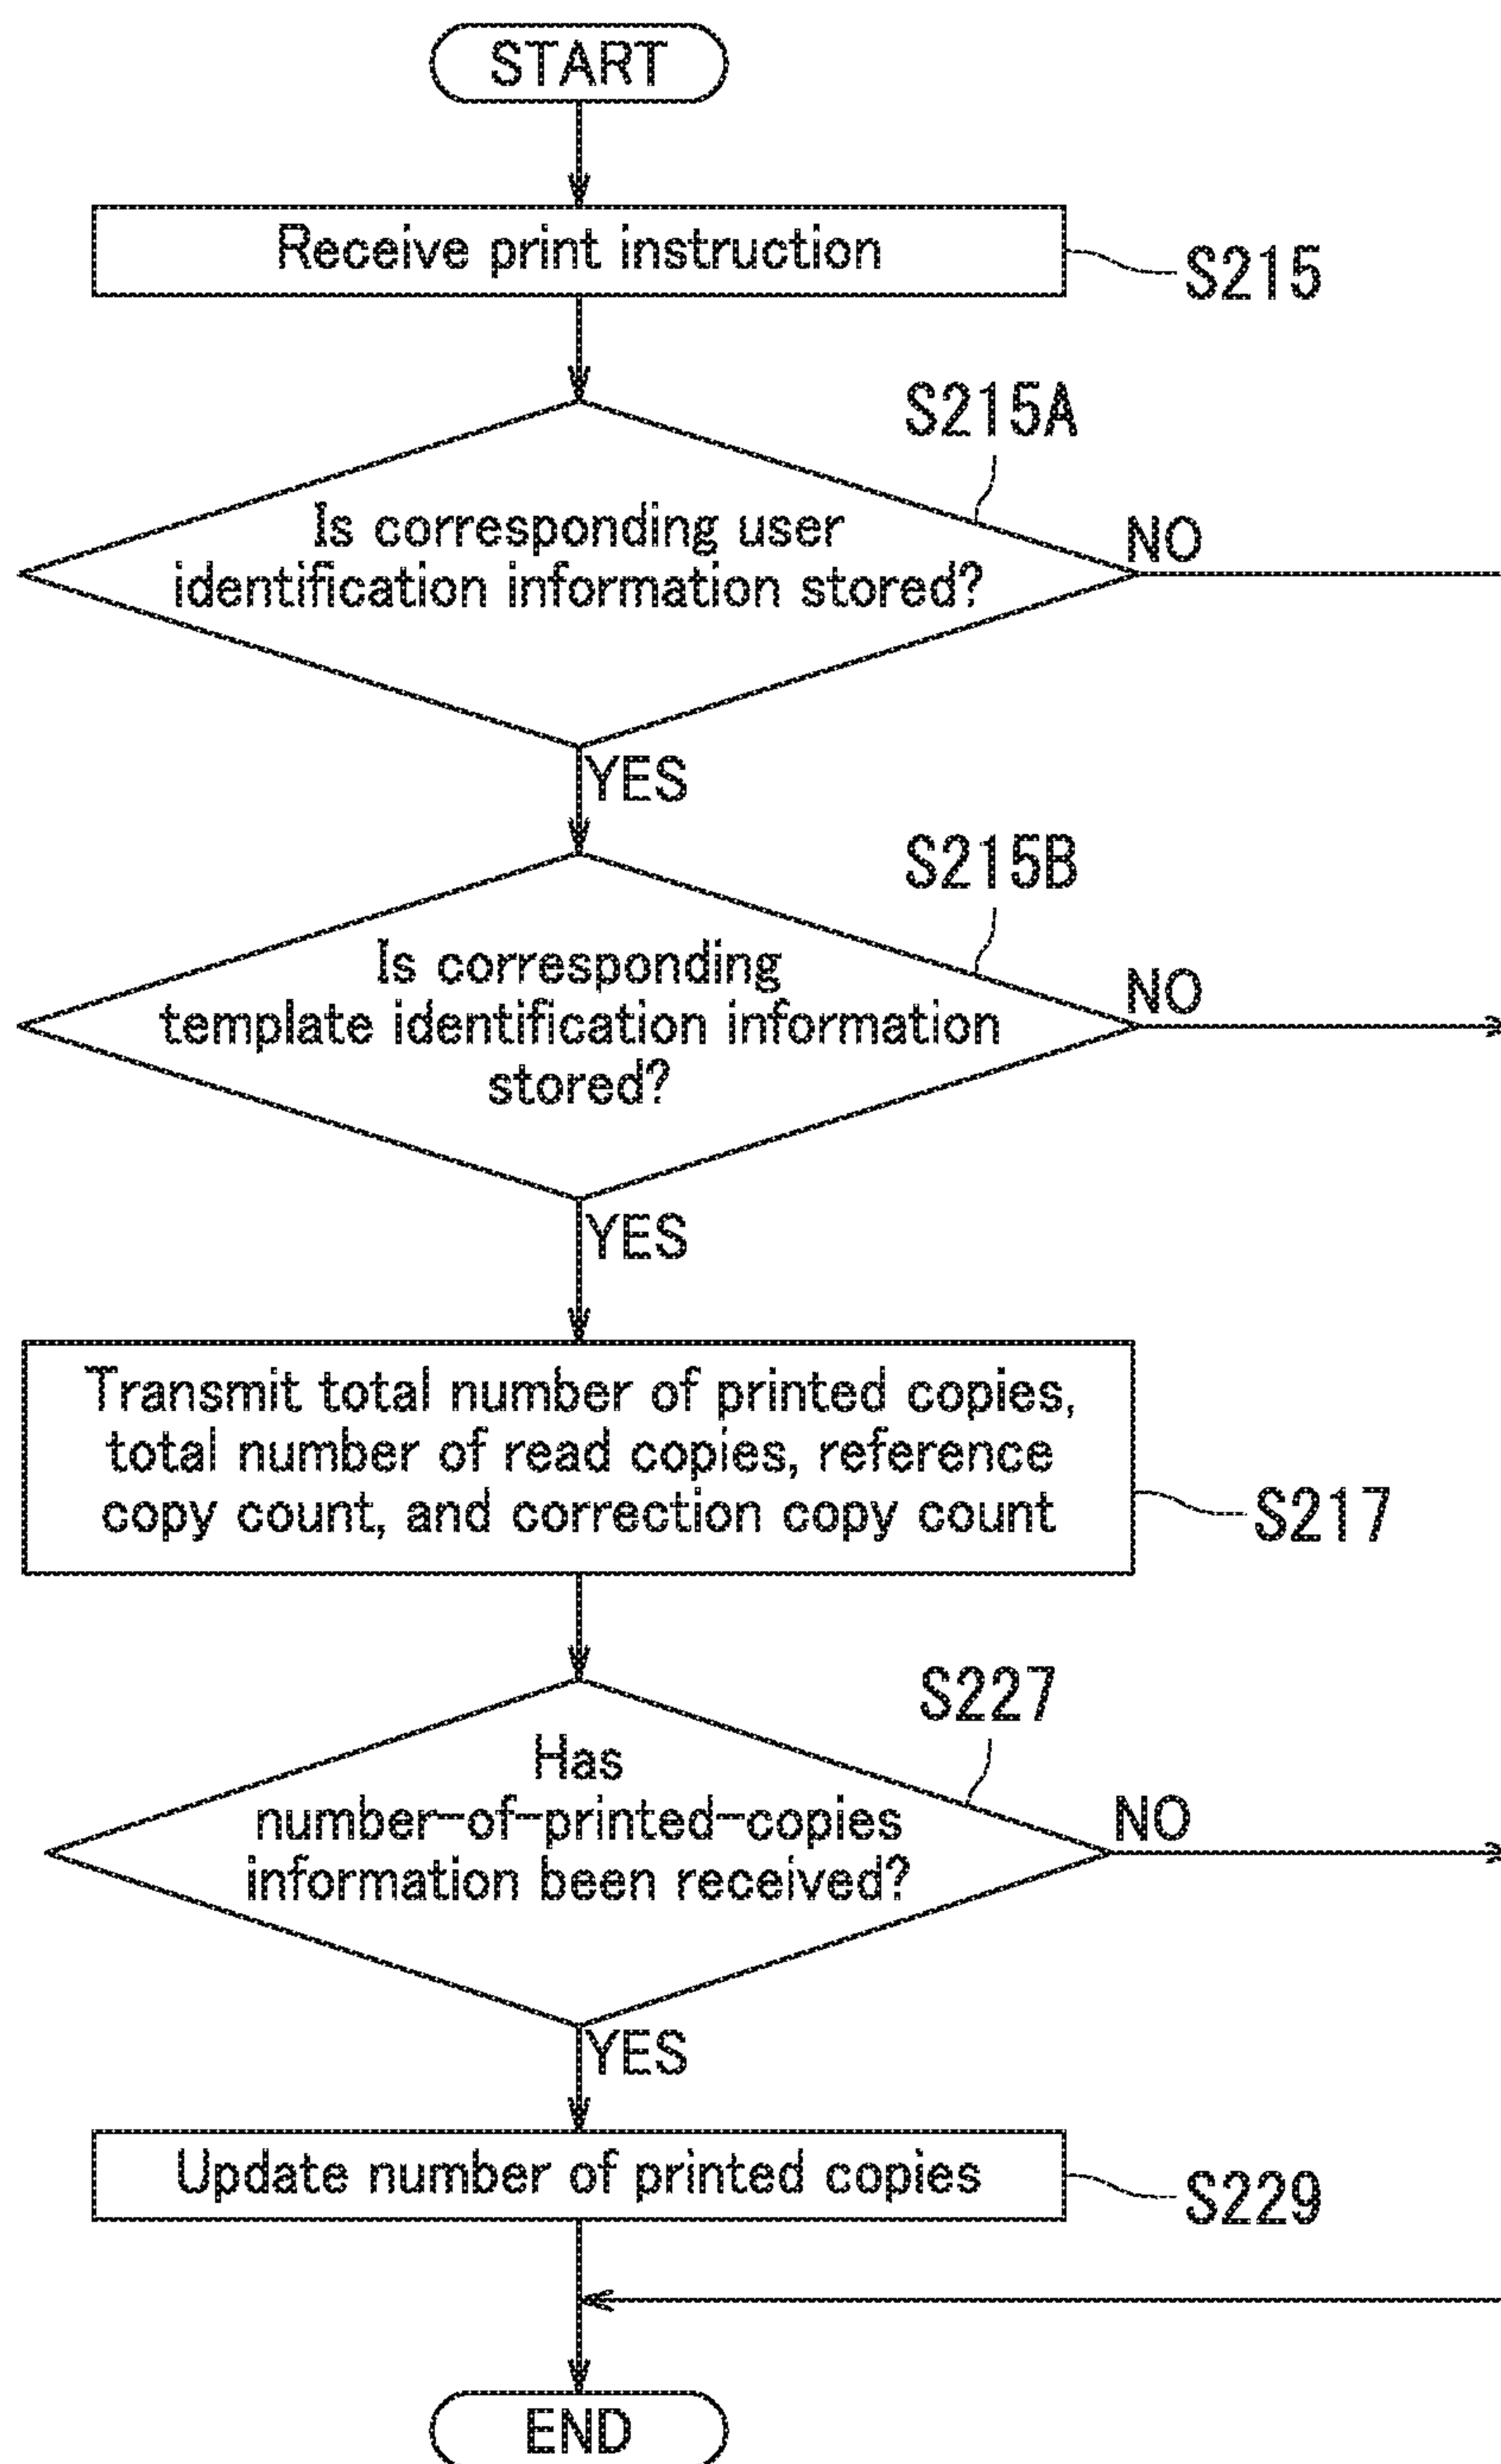 START
Receive print instruction
S215
S215A
Is corresponding user
identification information stored?
NO
YES
S215B
Is corresponding
template identification information
stored?
NO
YES
Transmit total number of printed copies,
total number of read copies, reference
copy count, and correction copy count
S217
S227
Has
number-of-printed-copies
information been received?
NO
YES
Update number of printed copies
S229
END